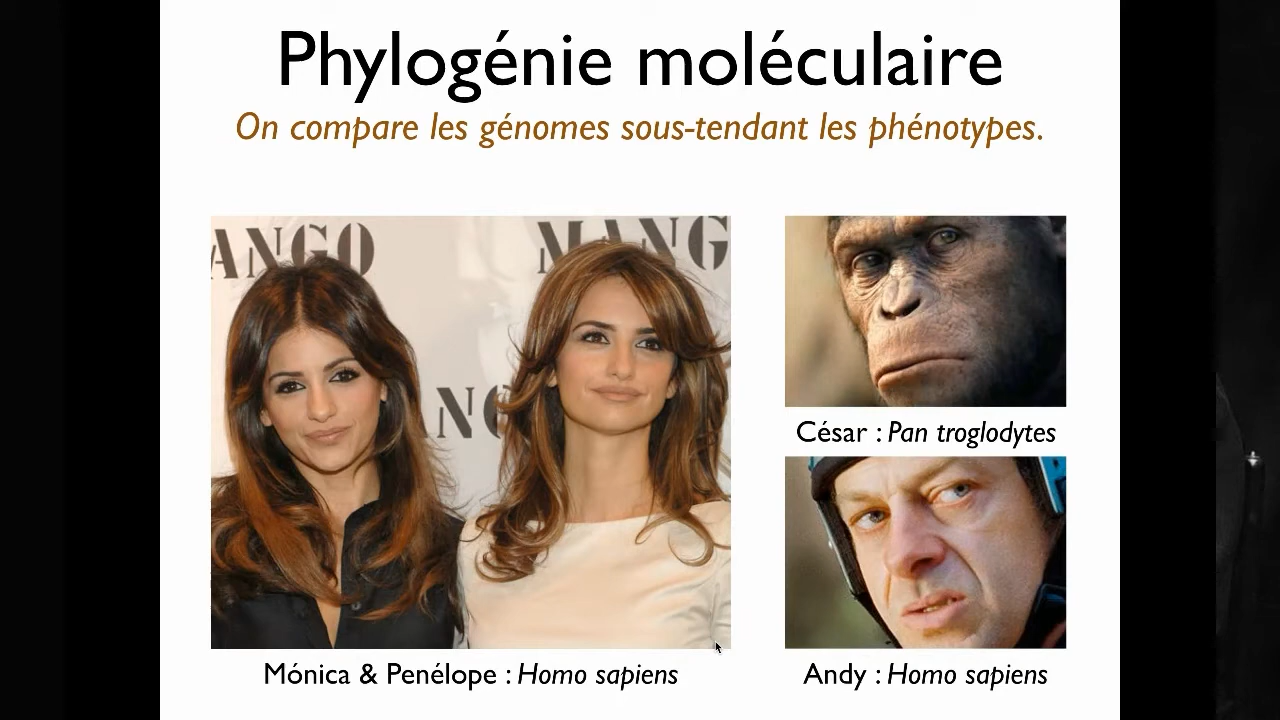 Phylogénie moléculaire
On compare les génomes sous-tendant les phénotypes.
ANGO MANG
ANG
César : Pan troglodytes
Mónica & Penélope : Homo sapiens
Andy : Homo sapiens